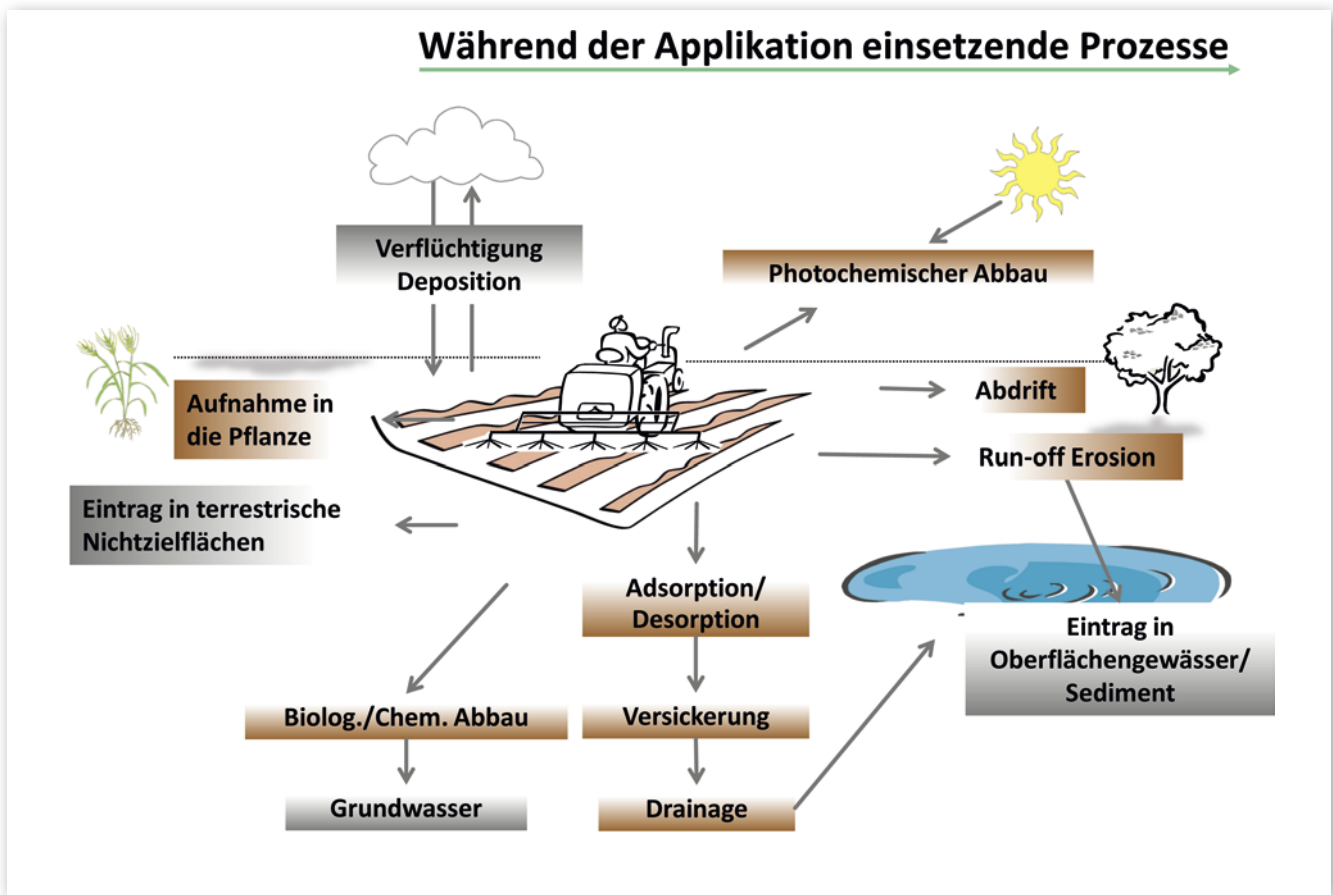 Während der Applikation einsetzende Prozesse
Verflüchtigung
Deposition
Photochemischer Abbau
Aufnahme in
die Pflanze
Abdrift
Run-off Erosion
Eintrag in terrestrische
Nichtzielflächen
Adsorption/
Desorption
Eintrag in
Oberflächengewässer/
Sediment
Biolog./Chem. Abbau
Versickerung
Grundwasser
Drainage